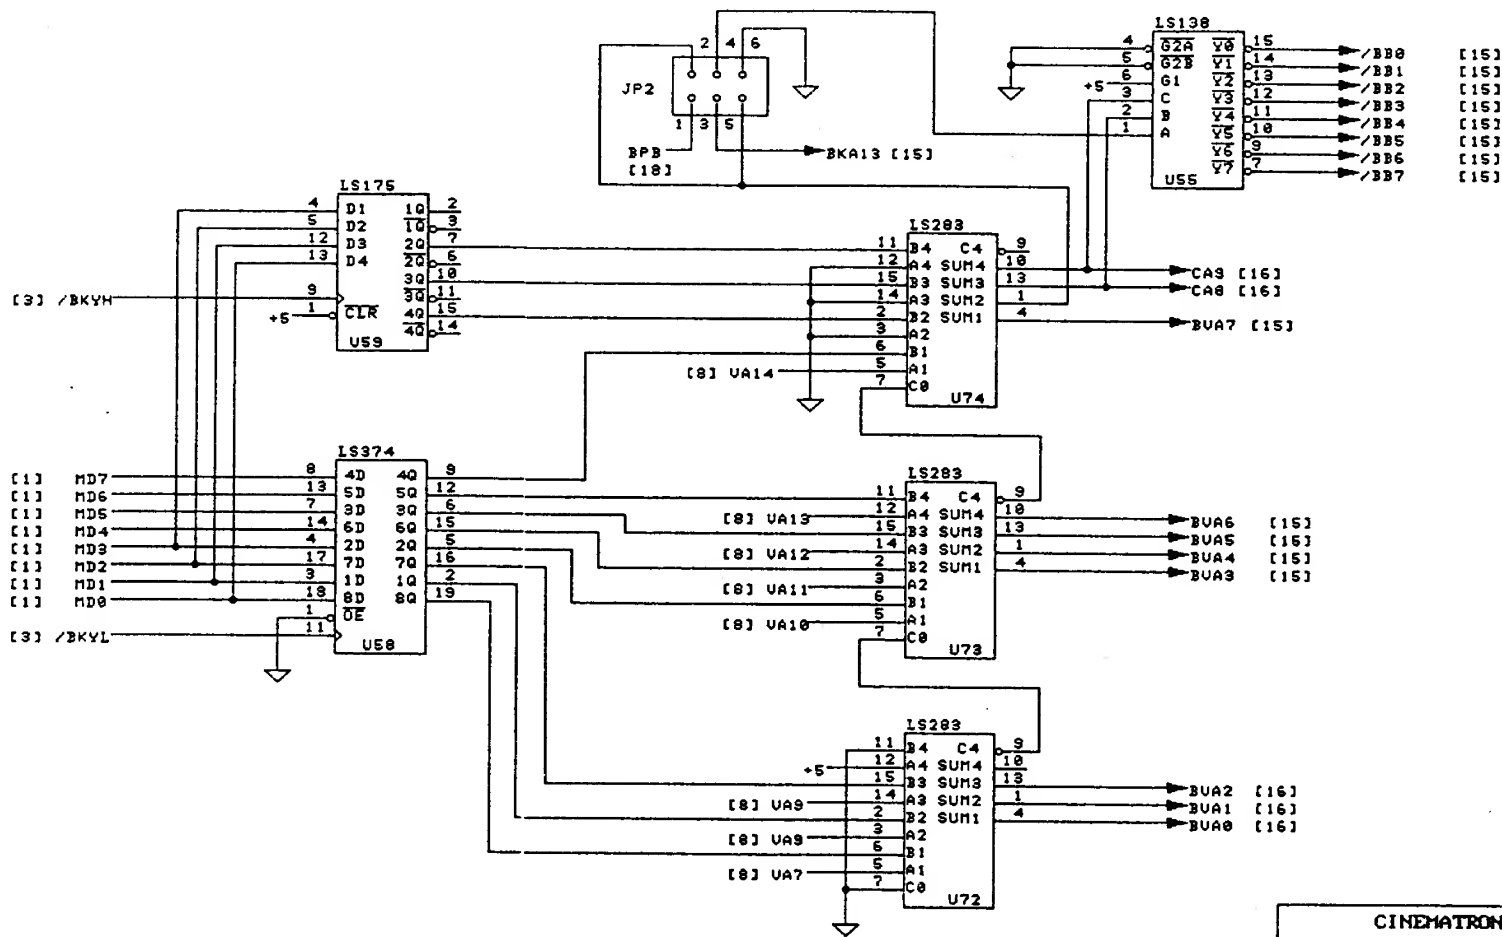 2 4 6
JP2
1 3 5
BPB
[18]
BKA13 [15]
LS138
4 G2A Y0 15 /BB0 [15]
5 G2B Y1 14 /BB1 [15]
+5 6 G1 Y2 13 /BB2 [15]
3 C Y3 12 /BB3 [15]
2 B Y4 11 /BB4 [15]
1 A Y5 10 /BB5 [15]
Y6 9 /BB6 [15]
Y7 7 /BB7 [15]
U55
LS175
4 D1 1Q 2
5 D2 1Q 3
12 D3 2Q 7
13 D4 2Q 6
3Q 10
[3] /BKYH 9 3Q 11
+5 1 CLR 4Q 15
4Q 14
U59
LS283
11 B4 C4 9
12 A4 SUM4 10 CA9 [16]
15 B3 SUM3 13 CA8 [16]
14 A3 SUM2 1
2 B2 SUM1 4 BVA7 [15]
3 A2
6 B1
[8] VA14 5 A1
7 C0
U74
LS374
[1] MD7 8 4D 4Q 9
[1] MD6 13 5D 5Q 12
[1] MD5 7 3D 3Q 6
[1] MD4 14 6D 6Q 15
[1] MD3 4 2D 2Q 5
[1] MD2 17 7D 7Q 16
[1] MD1 3 1D 1Q 2
[1] MD0 18 8D 8Q 19
1 OE
[3] /BKYL 11
U58
LS283
11 B4 C4 9
[8] VA13 12 A4 SUM4 10 BVA6 [15]
15 B3 SUM3 13 BVA5 [15]
[8] VA12 14 A3 SUM2 1 BVA4 [15]
2 B2 SUM1 4 BVA3 [15]
[8] VA11 3 A2
6 B1
[8] VA10 5 A1
7 C0
U73
LS283
11 B4 C4 9
+5 12 A4 SUM4 10
15 B3 SUM3 13 BVA2 [16]
[8] VA9 14 A3 SUM2 1 BVA1 [16]
2 B2 SUM1 4 BVA0 [16]
[8] VA9 3 A2
6 B1
[8] VA7 5 A1
7 C0
U72
CINEMATRON